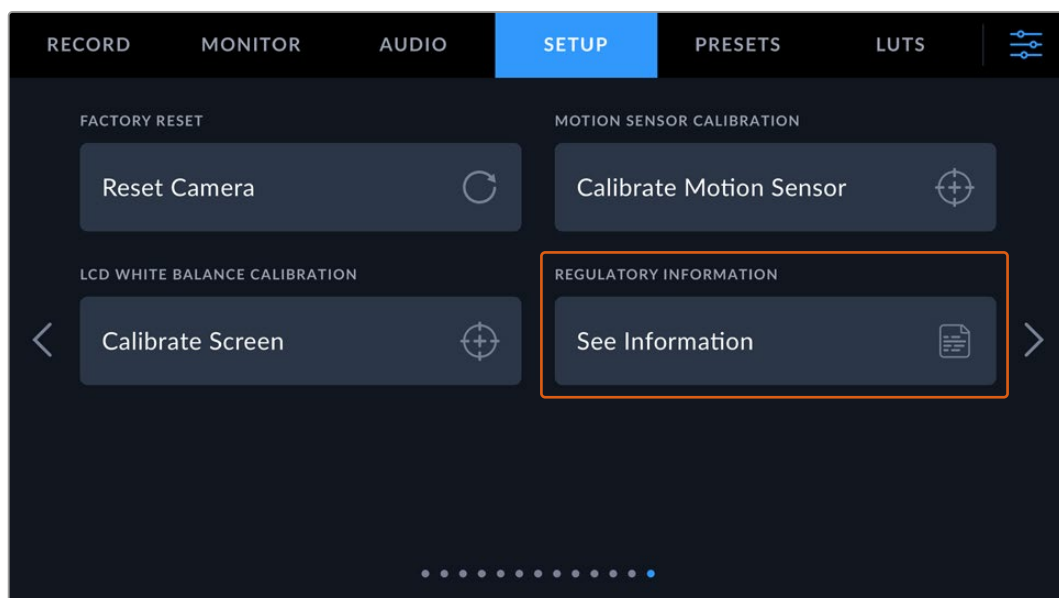 RECORD MONITOR AUDIO SETUP PRESETS LUTS
FACTORY RESET
Reset Camera
MOTION SENSOR CALIBRATION
Calibrate Motion Sensor
LCD WHITE BALANCE CALIBRATION
Calibrate Screen
REGULATORY INFORMATION
See Information